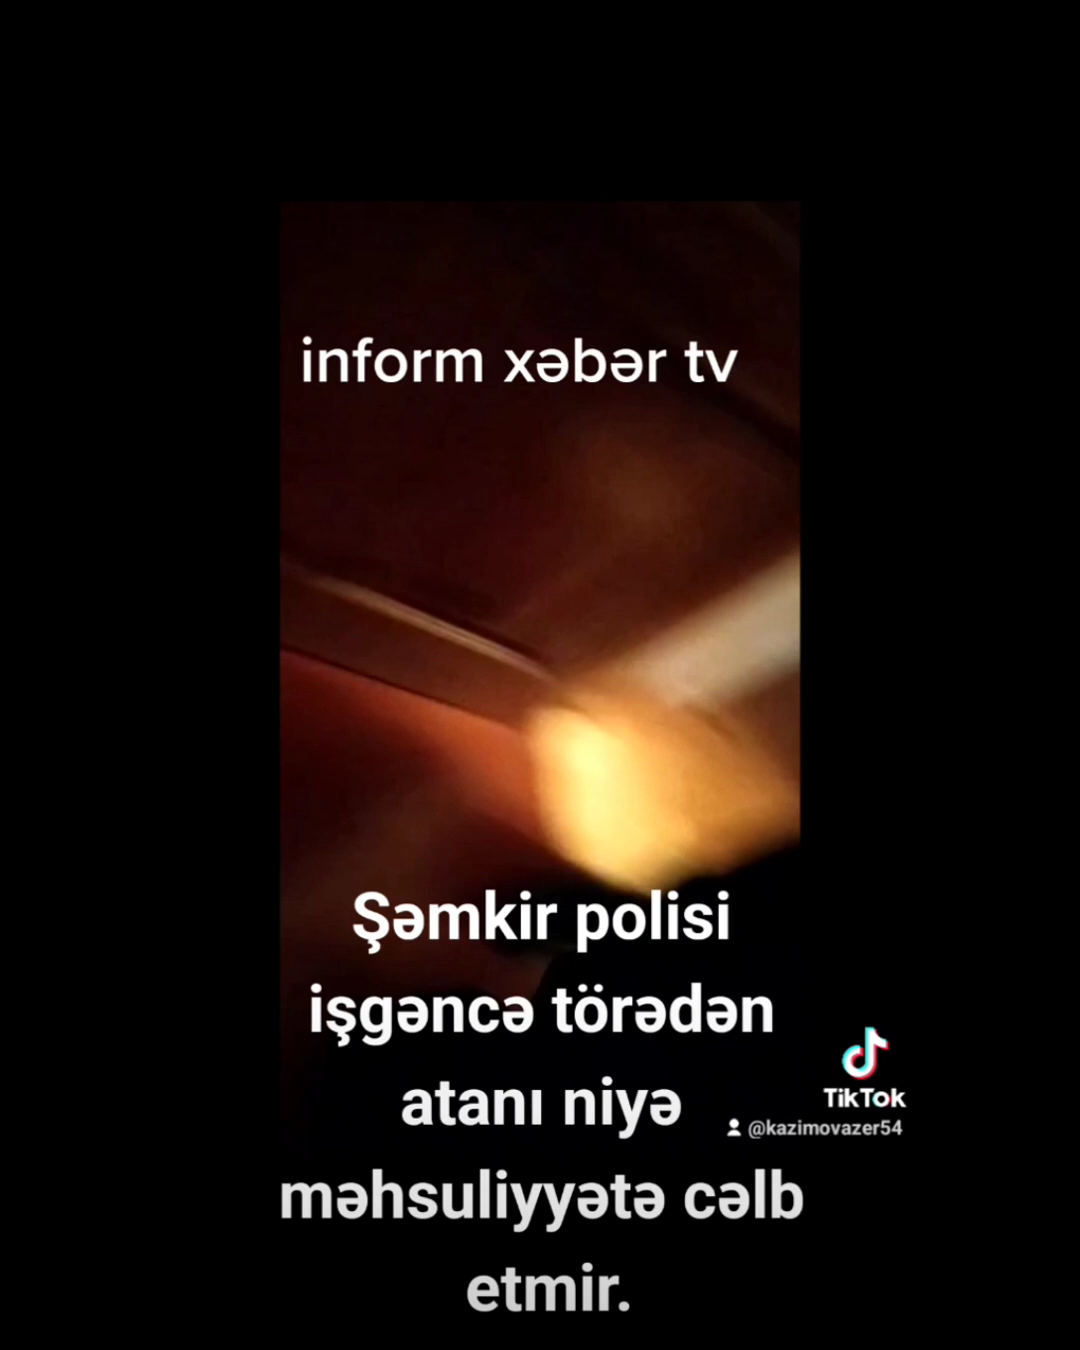 inform xəbər tv
Şəmkir polisi
işgəncə törədən
atanı niyə
məhsuliyyətə cəlb
etmir.
TikTok
@kazimovazer54